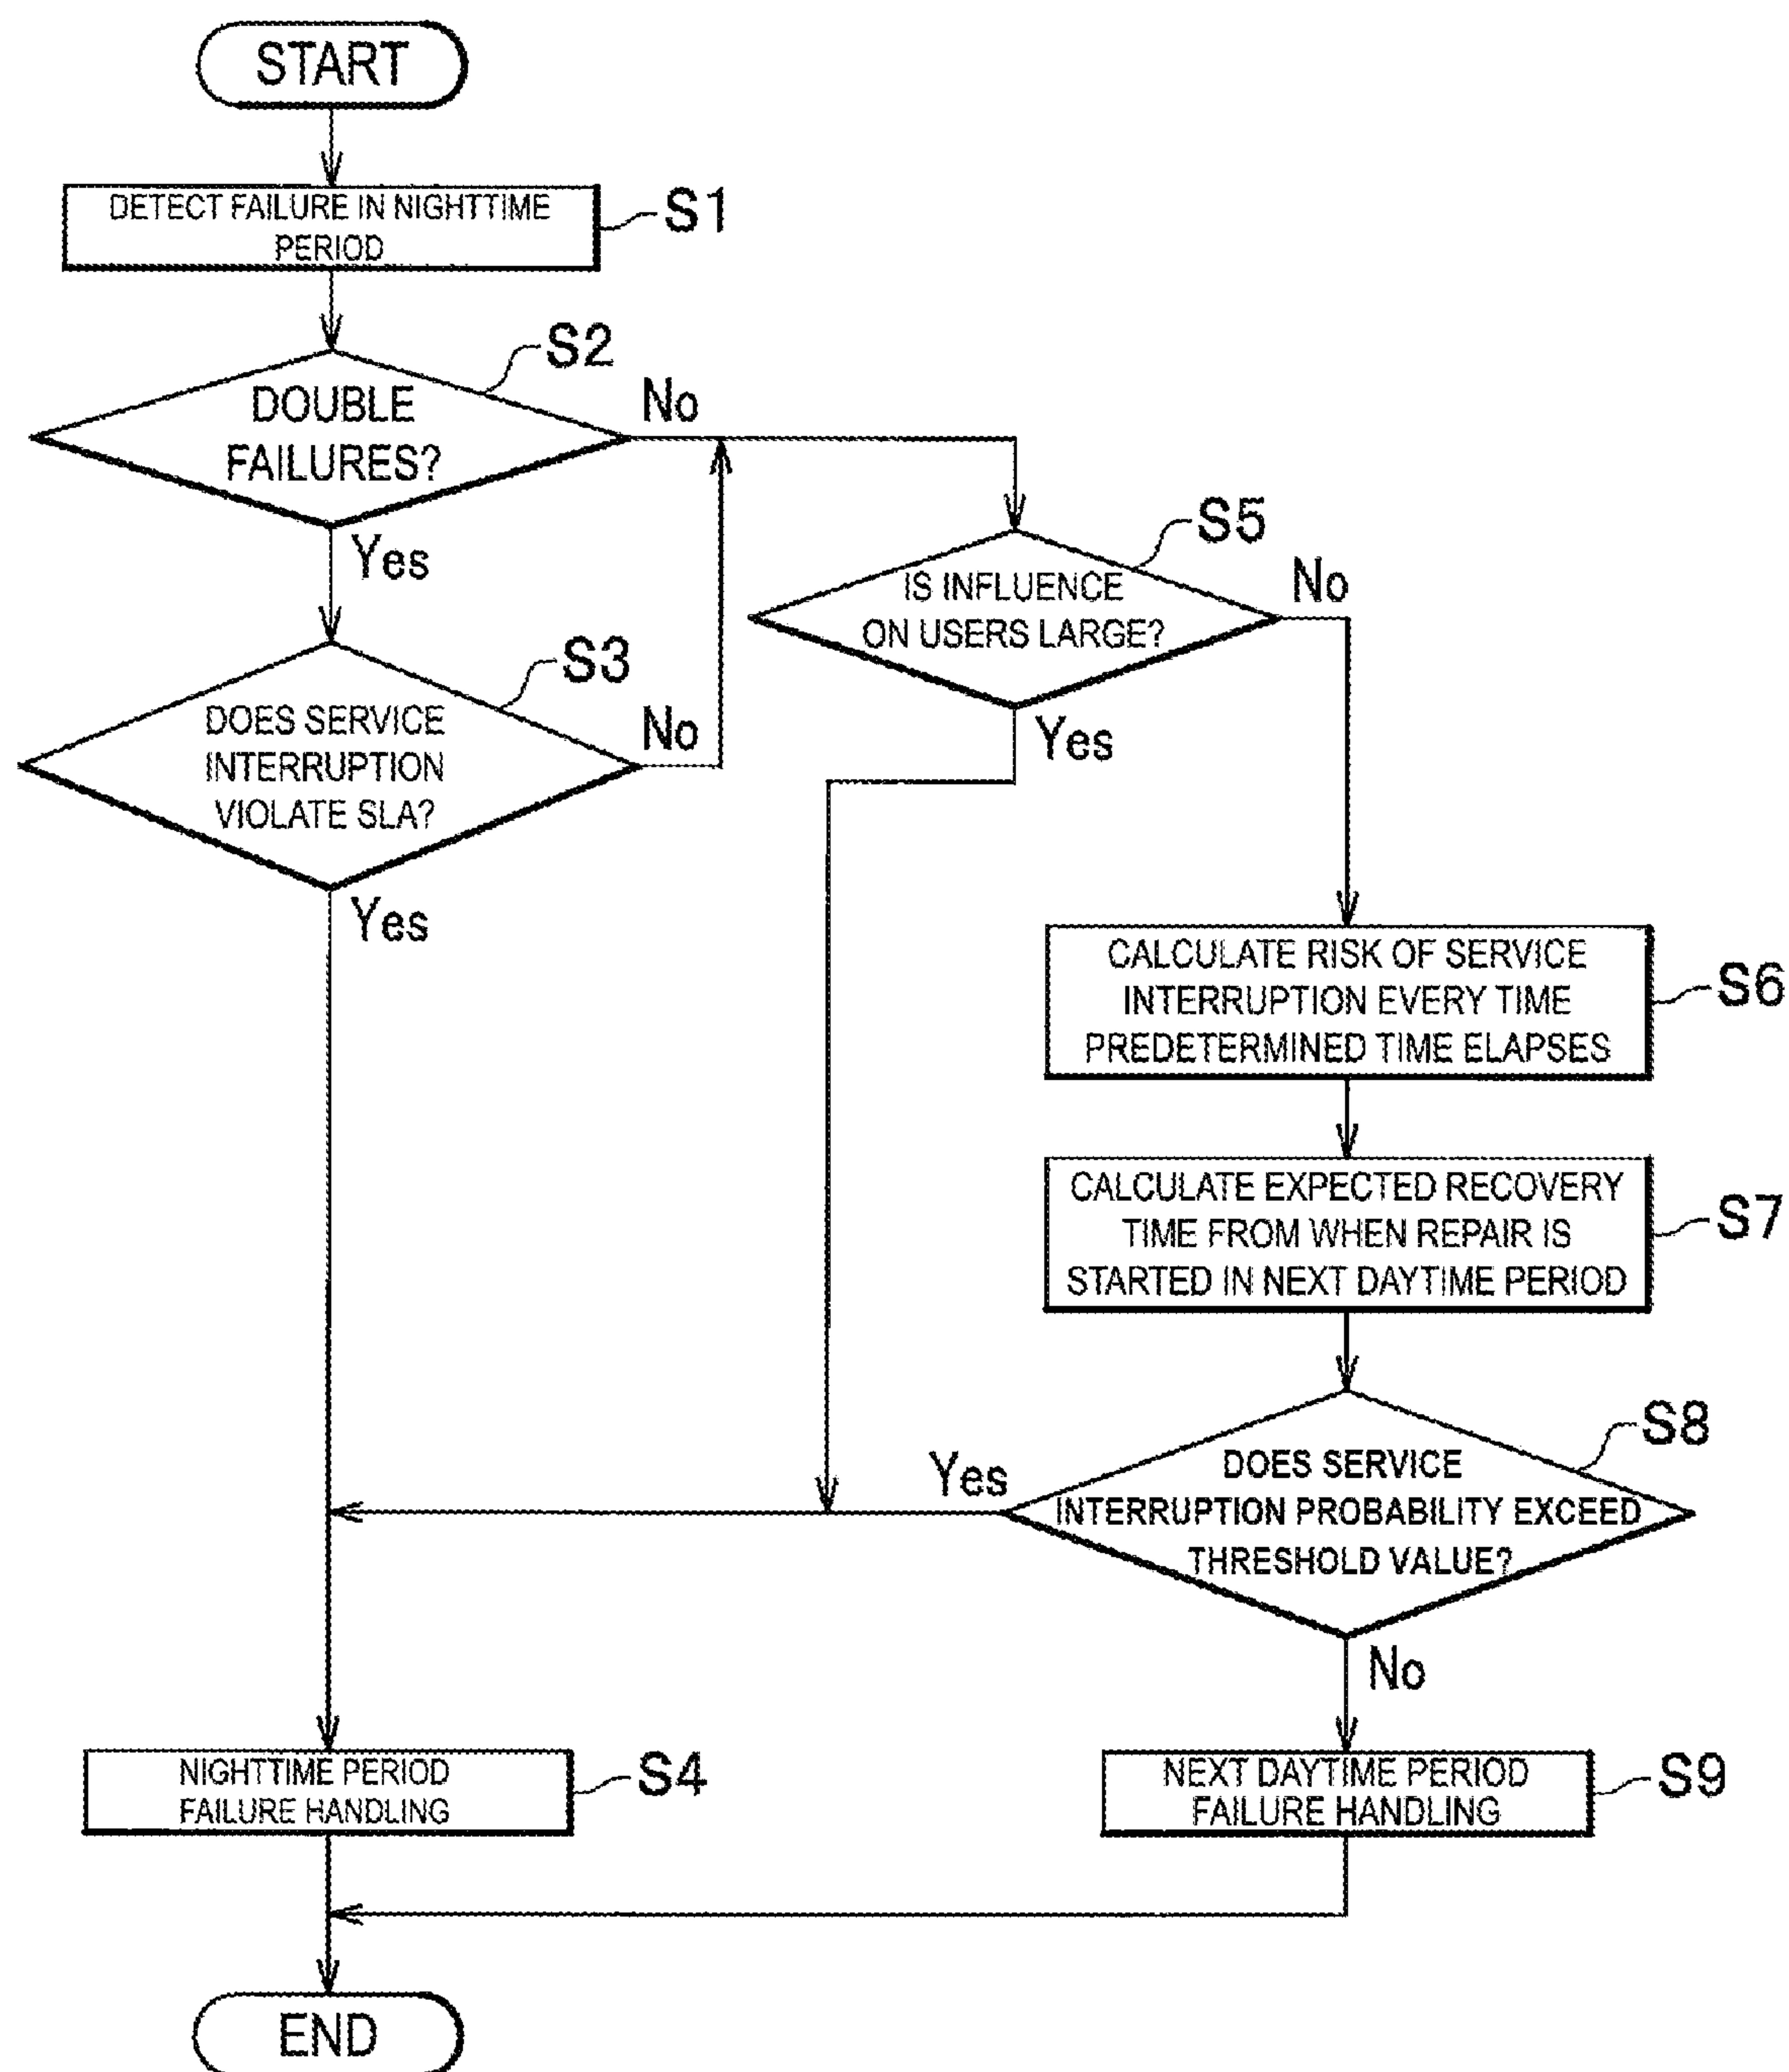 START
DETECT FAILURE IN NIGHTTIME
PERIOD
S1
DOUBLE
FAILURES?
S2
No
Yes
DOES SERVICE
INTERRUPTION
VIOLATE SLA?
S3
No
Yes
IS INFLUENCE
ON USERS LARGE?
S5
No
Yes
CALCULATE RISK OF SERVICE
INTERRUPTION EVERY TIME
PREDETERMINED TIME ELAPSES
S6
CALCULATE EXPECTED RECOVERY
TIME FROM WHEN REPAIR IS
STARTED IN NEXT DAYTIME PERIOD
S7
DOES SERVICE
INTERRUPTION PROBABILITY EXCEED
THRESHOLD VALUE?
S8
Yes
No
NIGHTTIME PERIOD
FAILURE HANDLING
S4
NEXT DAYTIME PERIOD
FAILURE HANDLING
S9
END